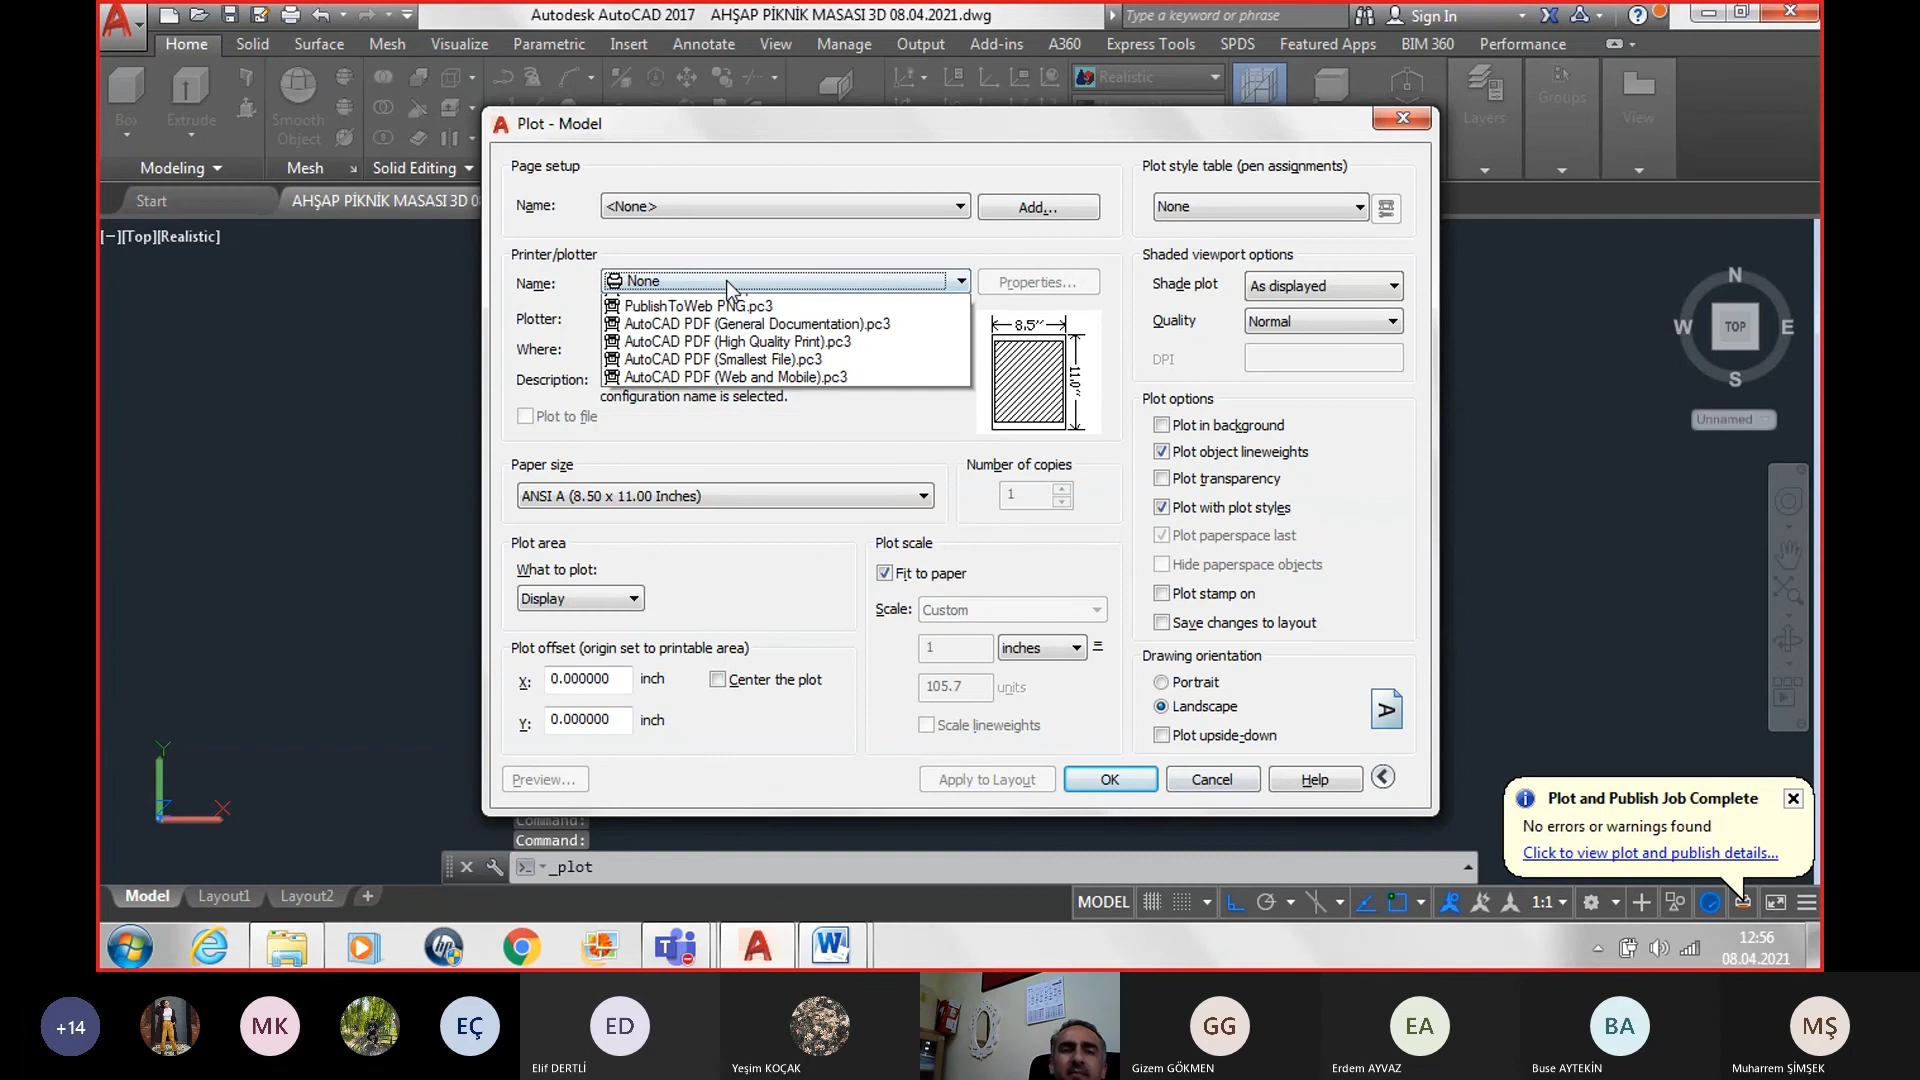 Autodesk AutoCAD 2017 AHŞAP PİKNİK MASASI 3D 08.04.2021.dwg
Type a keyword or phrase
Sign In
Home Solid Surface Mesh Visualize Parametric Insert Annotate View Manage Output Add-ins A360 Express Tools SPDS Featured Apps BIM 360 Performance
Box
Extrude
Smooth
Object
Realistic
Layers
Groups
View
Modeling
Mesh
Solid Editing
Start
AHŞAP PİKNİK MASASI 3D 0
[−][Top][Realistic]
Plot - Model
Page setup
Name: <None> Add...
Printer/plotter
Name: None Properties...
PublishToWeb PNG.pc3
AutoCAD PDF (General Documentation).pc3
AutoCAD PDF (High Quality Print).pc3
AutoCAD PDF (Smallest File).pc3
AutoCAD PDF (Web and Mobile).pc3
Plotter:
Where:
Description:
configuration name is selected.
Plot to file
8.5''
11.0''
Paper size
ANSI A (8.50 x 11.00 Inches)
Number of copies
1
Plot area
What to plot:
Display
Plot offset (origin set to printable area)
X: 0.000000 inch
Center the plot
Y: 0.000000 inch
Plot scale
Fit to paper
Scale: Custom
1 inches =
105.7 units
Scale lineweights
Plot style table (pen assignments)
None
Shaded viewport options
Shade plot As displayed
Quality Normal
DPI
Plot options
Plot in background
Plot object lineweights
Plot transparency
Plot with plot styles
Plot paperspace last
Hide paperspace objects
Plot stamp on
Save changes to layout
Drawing orientation
Portrait
Landscape
Plot upside-down
A
Preview... Apply to Layout OK Cancel Help
N
W TOP E
S
Unnamed
Y
X
Z
Plot and Publish Job Complete
No errors or warnings found
Click to view plot and publish details...
Command:
Command:
_plot
Model Layout1 Layout2 +
MODEL
1:1
12:56
08.04.2021
+14
MK
EÇ
ED
GG
EA
BA
MŞ
Elif DERTLİ
Yeşim KOÇAK
Gizem GÖKMEN
Erdem AYVAZ
Buse AYTEKİN
Muharrem ŞİMŞEK